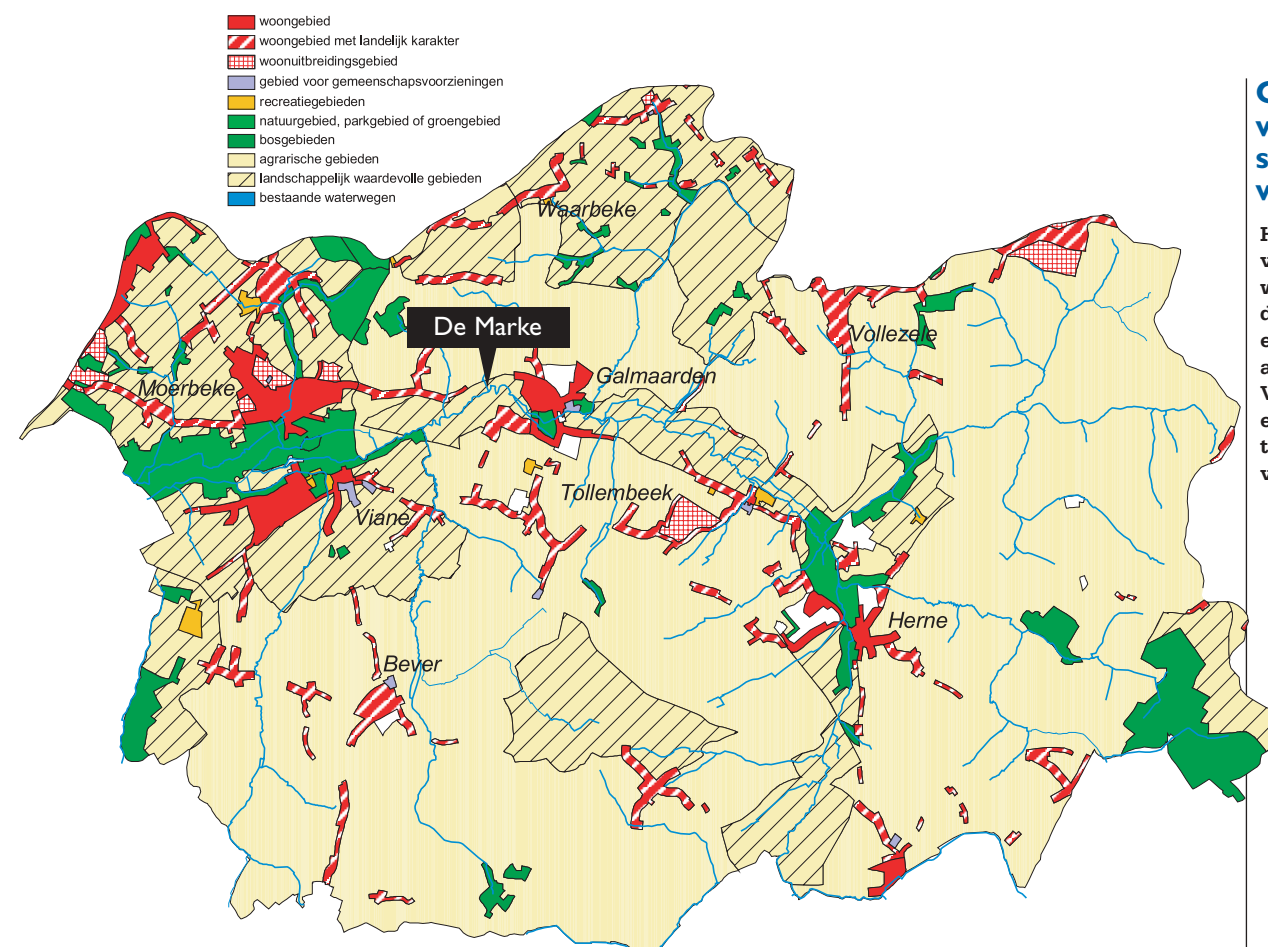 woongebied
woongebied met landelijk karakter
woonuitbreidingsgebied
gebied voor gemeenschapsvoorzieningen
recreatiegebieden
natuurgebied, parkgebied of groengebied
bosgebieden
agrarische gebieden
landschappelijk waardevolle gebieden
bestaande waterwegen
Waarbeke
De Marke
Vollezele
Galmaarden
Moerbeke
Tollembeek
Viane
Herne
Bever